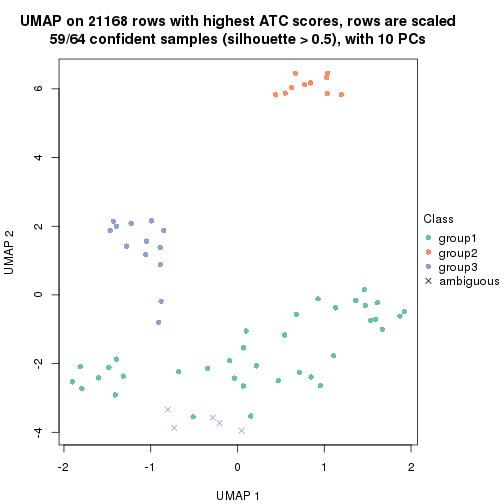 UMAP on 21168 rows with highest ATC scores, rows are scaled
59/64 confident samples (silhouette > 0.5), with 10 PCs
6
4
2
0
-2
-4
UMAP 2
-2
-1
0
1
2
UMAP 1
Class
group1
group2
group3
ambiguous